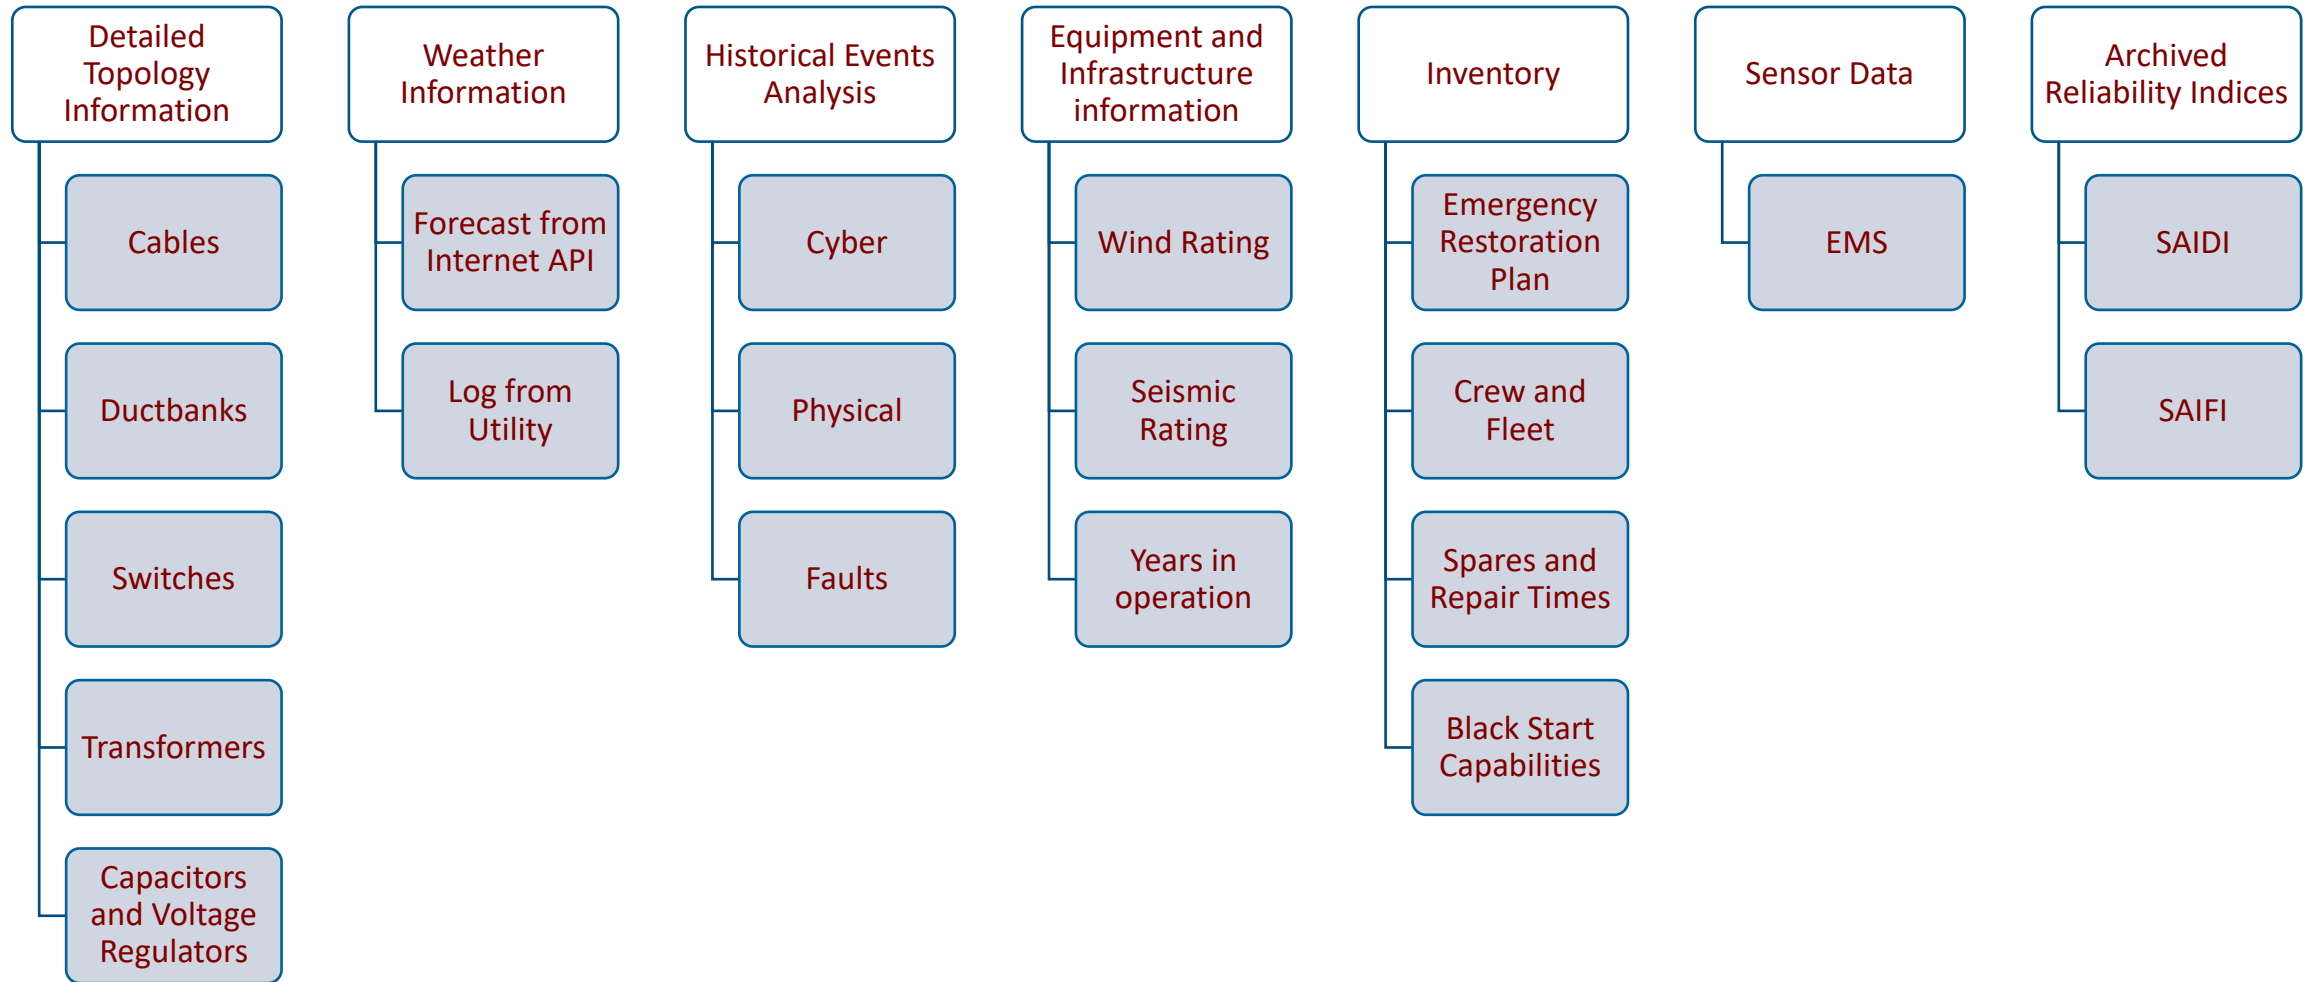 Detailed
Topology
Information
Cables
Ductbanks
Switches
Transformers
Capacitors
and Voltage
Regulators
Weather
Information
Forecast from
Internet API
Log from
Utility
Historical Events
Analysis
Cyber
Physical
Faults
Equipment and
Infrastructure
information
Wind Rating
Seismic
Rating
Years in
operation
Inventory
Emergency
Restoration
Plan
Crew and
Fleet
Spares and
Repair Times
Black Start
Capabilities
Sensor Data
EMS
Archived
Reliability Indices
SAIDI
SAIFI